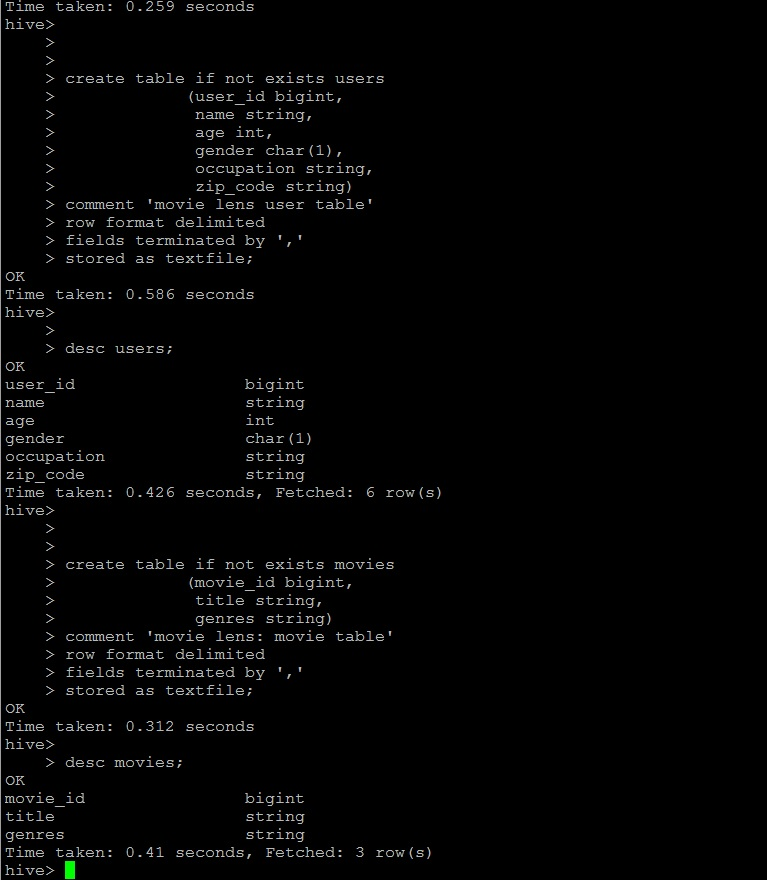 Time taken: 0.259 seconds
hive>
    >
    >
    > create table if not exists users
    >             (user_id bigint,
    >              name string,
    >              age int,
    >              gender char(1),
    >              occupation string,
    >              zip_code string)
    > comment 'movie lens user table'
    > row format delimited
    > fields terminated by ','
    > stored as textfile;
OK
Time taken: 0.586 seconds
hive>
    >
    > desc users;
OK
user_id                 bigint
name                    string
age                     int
gender                  char(1)
occupation              string
zip_code                string
Time taken: 0.426 seconds, Fetched: 6 row(s)
hive>
    >
    >
    > create table if not exists movies
    >             (movie_id bigint,
    >              title string,
    >              genres string)
    > comment 'movie lens: movie table'
    > row format delimited
    > fields terminated by ','
    > stored as textfile;
OK
Time taken: 0.312 seconds
hive>
    > desc movies;
OK
movie_id                bigint
title                   string
genres                  string
Time taken: 0.41 seconds, Fetched: 3 row(s)
hive>